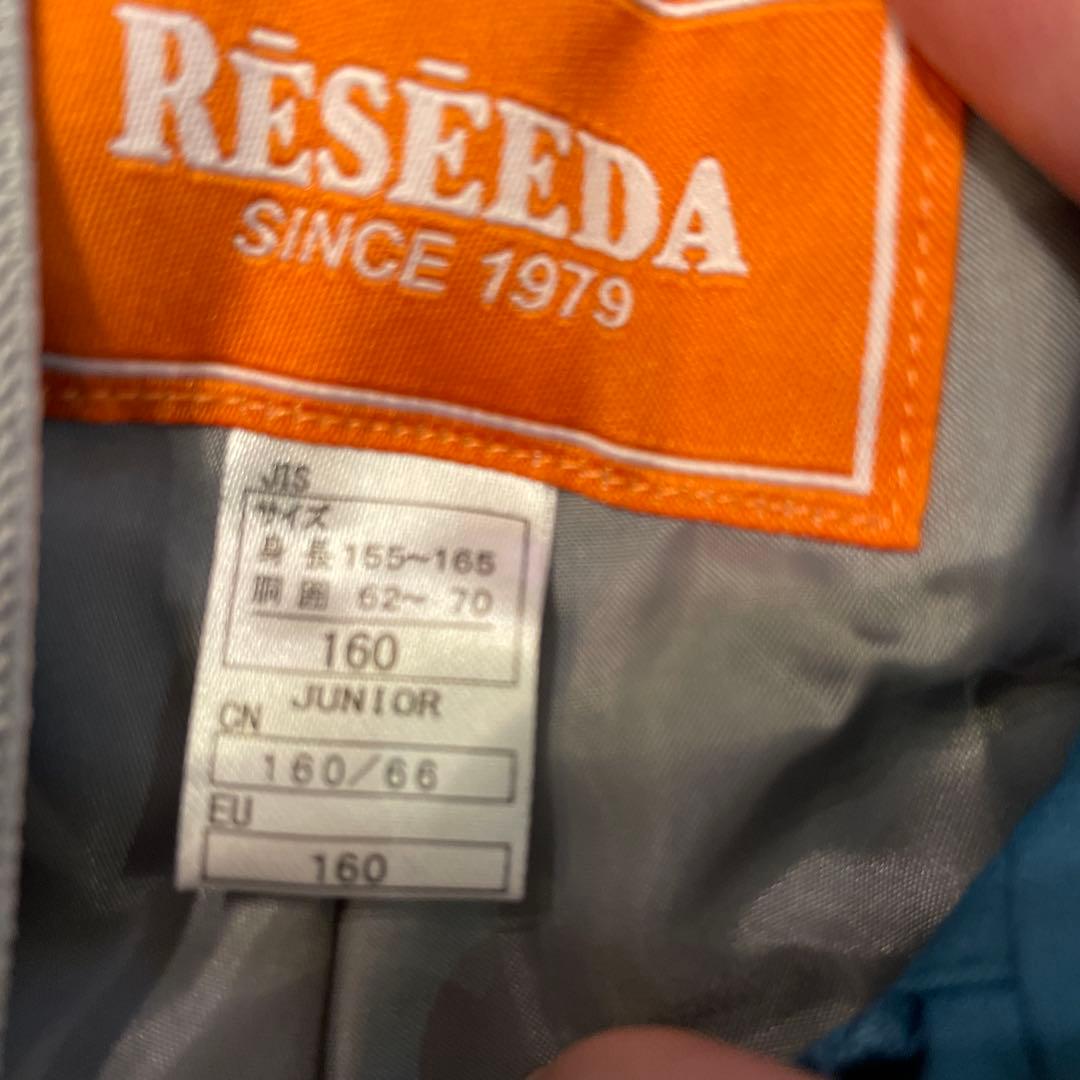 RĒSĒEDA
SINCE 1979
JIS
サイズ
身長 155～165
胴囲 62～ 70
160
JUNIOR
CN
160/66
EU
160